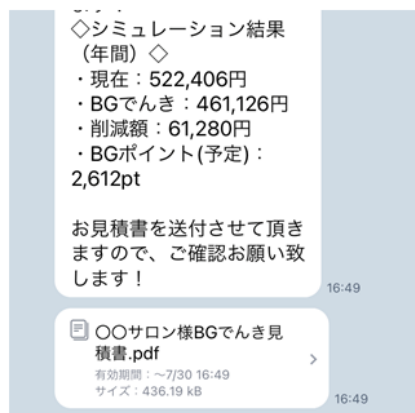 ◇シミュレーション結果
（年間）◇
・現在：522,406円
・BGでんき：461,126円
・削減額：61,280円
・BGポイント(予定)：
2,612pt
お見積書を送付させて頂き
ますので、ご確認お願い致
します！
16:49
〇〇サロン様BGでんき見
積書.pdf
有効期間：~7/30 16:49
サイズ：436.19 kB
16:49